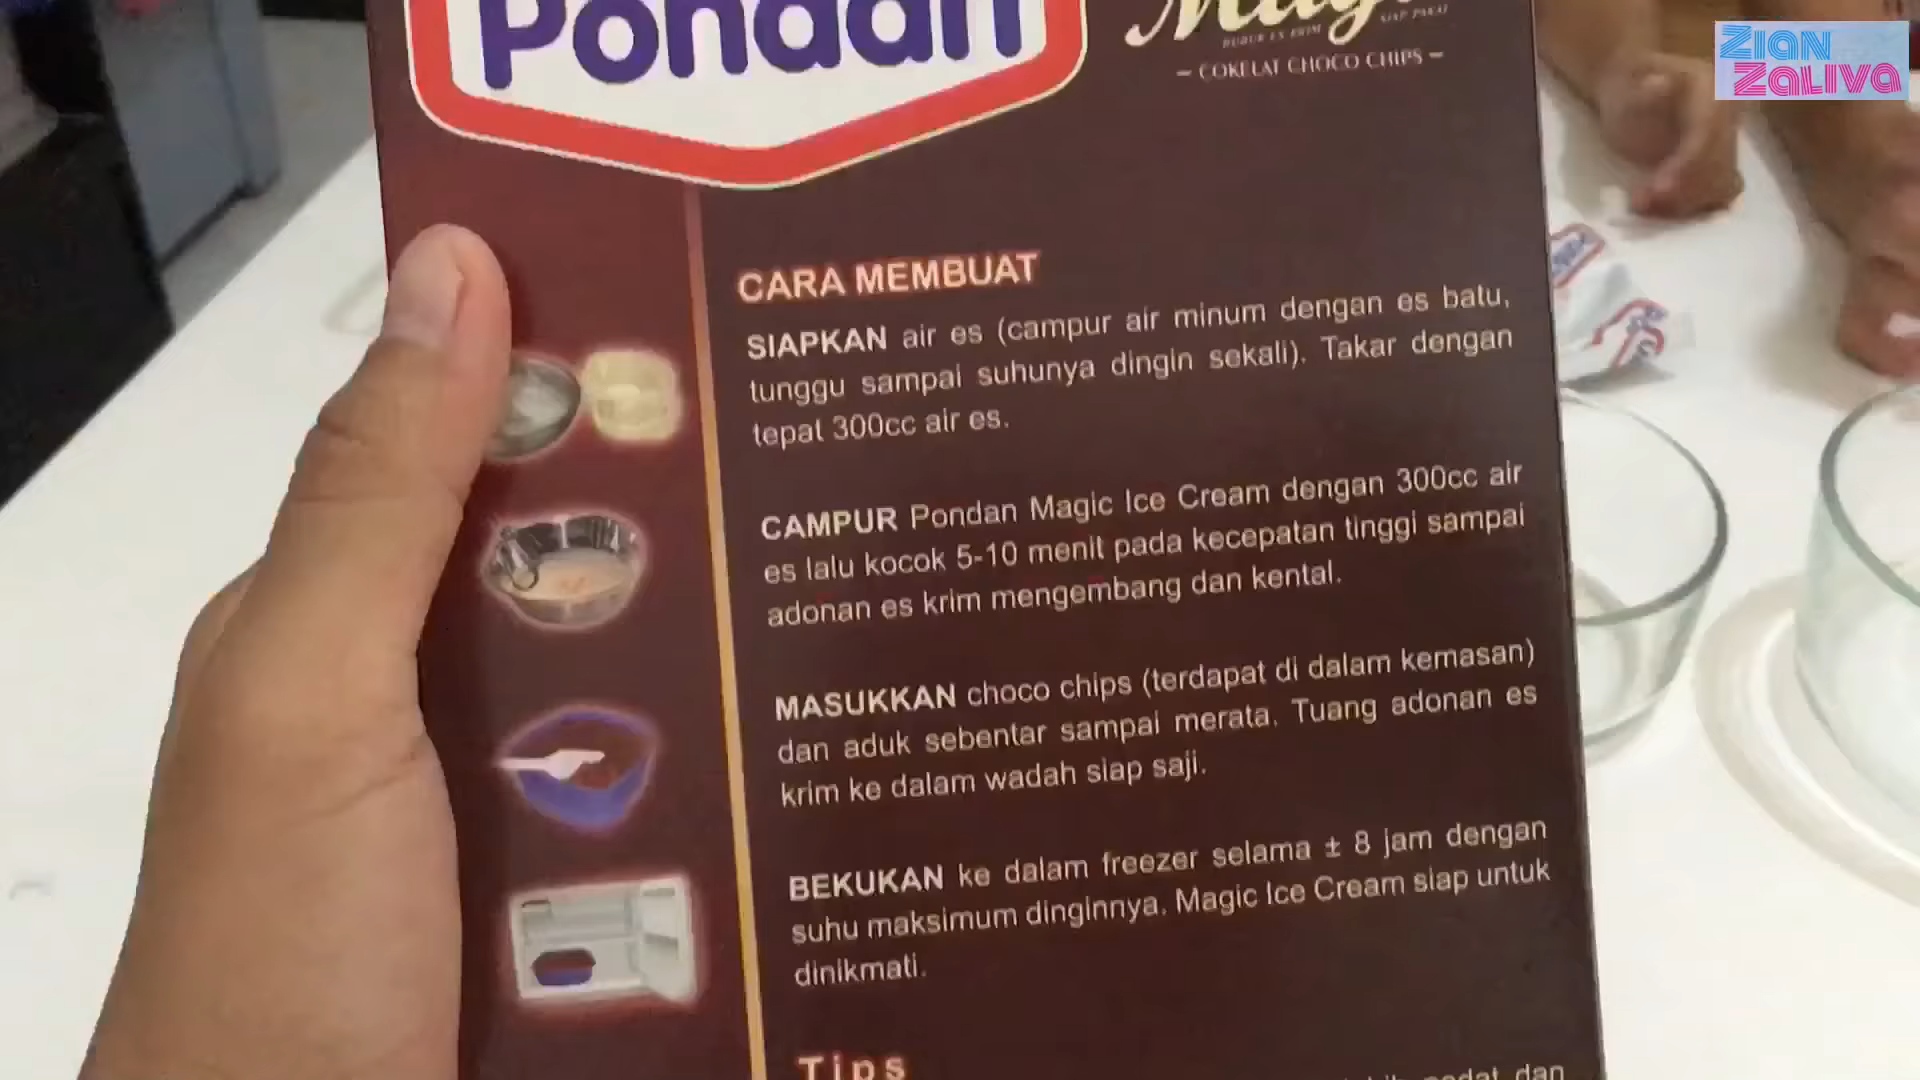 Pondan
Magic
BUBUR ES KRIM SIAP PAKAI
– COKELAT CHOCO CHIPS –
Zian
Zaliva
CARA MEMBUAT
SIAPKAN air es (campur air minum dengan es batu,
tunggu sampai suhunya dingin sekali). Takar dengan
tepat 300cc air es.
CAMPUR Pondan Magic Ice Cream dengan 300cc air
es lalu kocok 5-10 menit pada kecepatan tinggi sampai
adonan es krim mengembang dan kental.
MASUKKAN choco chips (terdapat di dalam kemasan)
dan aduk sebentar sampai merata. Tuang adonan es
krim ke dalam wadah siap saji.
BEKUKAN ke dalam freezer selama ± 8 jam dengan
suhu maksimum dinginnya. Magic Ice Cream siap untuk
dinikmati.
Tips
padat dan